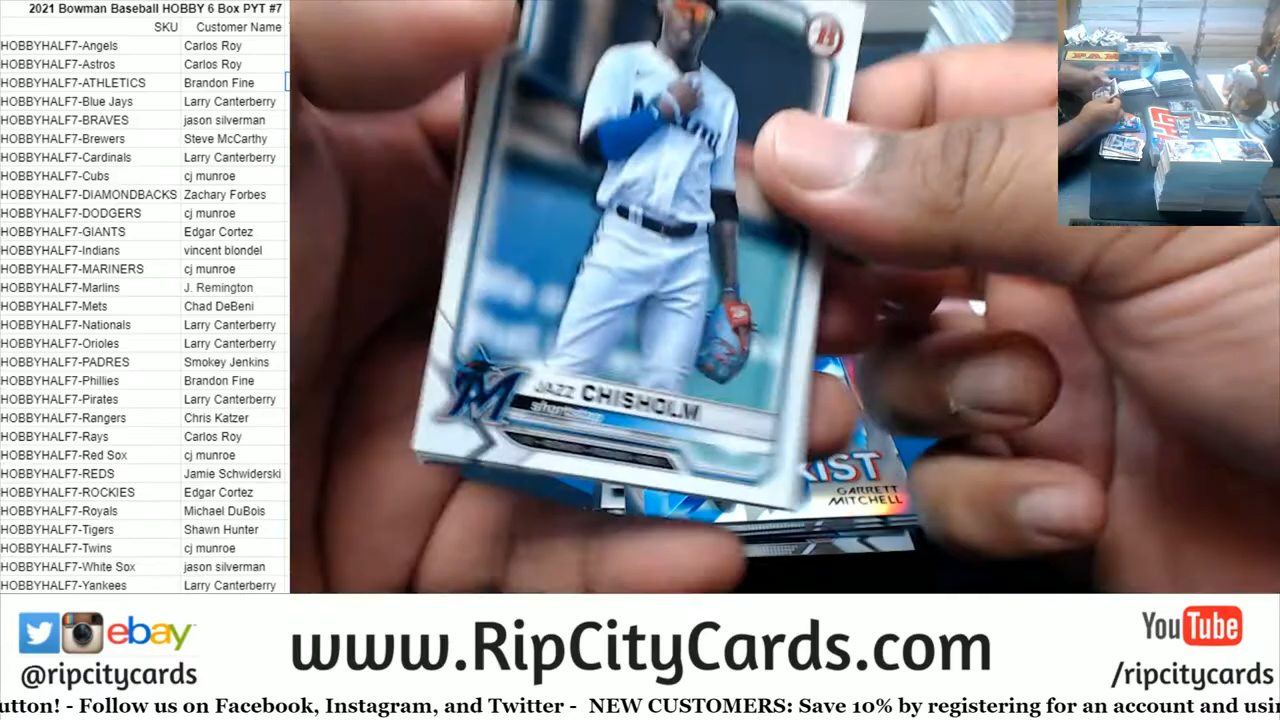 2021 Bowman Baseball HOBBY 6 Box PYT #7
SKU Customer Name
HOBBYHALF7-Angels Carlos Roy
HOBBYHALF7-Astros Carlos Roy
HOBBYHALF7-ATHLETICS Brandon Fine
HOBBYHALF7-Blue Jays Larry Canterberry
HOBBYHALF7-BRAVES jason silverman
HOBBYHALF7-Brewers Steve McCarthy
HOBBYHALF7-Cardinals Larry Canterberry
HOBBYHALF7-Cubs cj munroe
HOBBYHALF7-DIAMONDBACKS Zachary Forbes
HOBBYHALF7-DODGERS cj munroe
HOBBYHALF7-GIANTS Edgar Cortez
HOBBYHALF7-Indians vincent blondel
HOBBYHALF7-MARINERS cj munroe
HOBBYHALF7-Marlins J. Remington
HOBBYHALF7-Mets Chad DeBeni
HOBBYHALF7-Nationals Larry Canterberry
HOBBYHALF7-Orioles Larry Canterberry
HOBBYHALF7-PADRES Smokey Jenkins
HOBBYHALF7-Phillies Brandon Fine
HOBBYHALF7-Pirates Larry Canterberry
HOBBYHALF7-Rangers Chris Katzer
HOBBYHALF7-Rays Carlos Roy
HOBBYHALF7-Red Sox cj munroe
HOBBYHALF7-REDS Jamie Schwiderski
HOBBYHALF7-ROCKIES Edgar Cortez
HOBBYHALF7-Royals Michael DuBois
HOBBYHALF7-Tigers Shawn Hunter
HOBBYHALF7-Twins cj munroe
HOBBYHALF7-White Sox jason silverman
HOBBYHALF7-Yankees Larry Canterberry
B
JAZZ CHISHOLM
GARRETT
MITCHELL
ebay
@ripcitycards
www.RipCityCards.com
YouTube
/ripcitycards
utton! - Follow us on Facebook, Instagram, and Twitter - NEW CUSTOMERS: Save 10% by registering for an account and usi